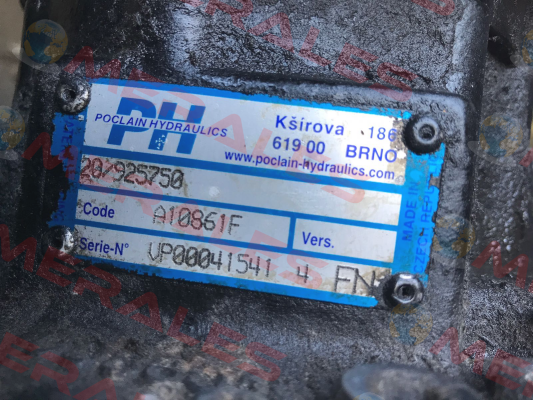 PH
POCLAIN HYDRAULICS
Kšírova 186
619 00 BRNO
www.poclain-hydraulics.com
20/925750
Code A10861F Vers.
Serie-N° VP00041541 4
MADE IN
MERALES